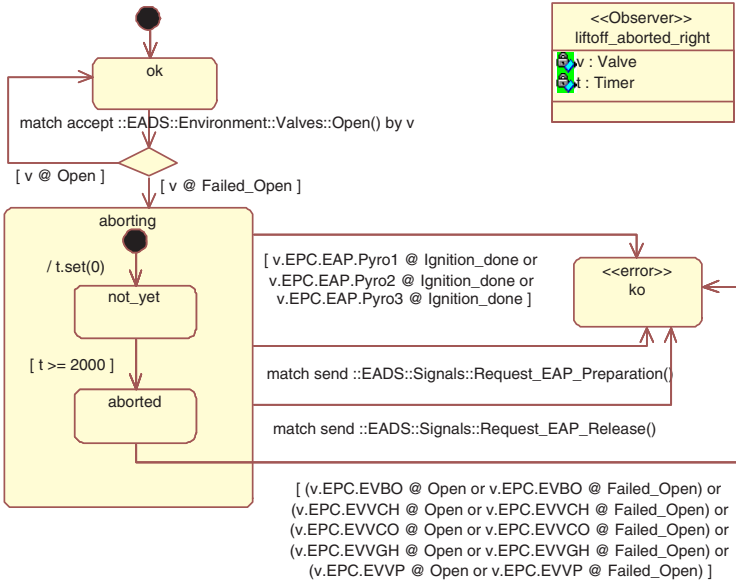 <<Observer>>
liftoff_aborted_right
v : Valve
t : Timer
ok
match accept ::EADS::Environment::Valves::Open() by v
[ v @ Open ]
[ v @ Failed_Open ]
aborting
/ t.set(0)
not_yet
[ t >= 2000 ]
aborted
[ v.EPC.EAP.Pyro1 @ Ignition_done or
v.EPC.EAP.Pyro2 @ Ignition_done or
v.EPC.EAP.Pyro3 @ Ignition_done ]
<<error>>
ko
match send ::EADS::Signals::Request_EAP_Preparation()
match send ::EADS::Signals::Request_EAP_Release()
[ (v.EPC.EVBO @ Open or v.EPC.EVBO @ Failed_Open) or
(v.EPC.EVVCH @ Open or v.EPC.EVVCH @ Failed_Open) or
(v.EPC.EVVCO @ Open or v.EPC.EVVCO @ Failed_Open) or
(v.EPC.EVVGH @ Open or v.EPC.EVVGH @ Failed_Open) or
(v.EPC.EVVP @ Open or v.EPC.EVVP @ Failed_Open) ]